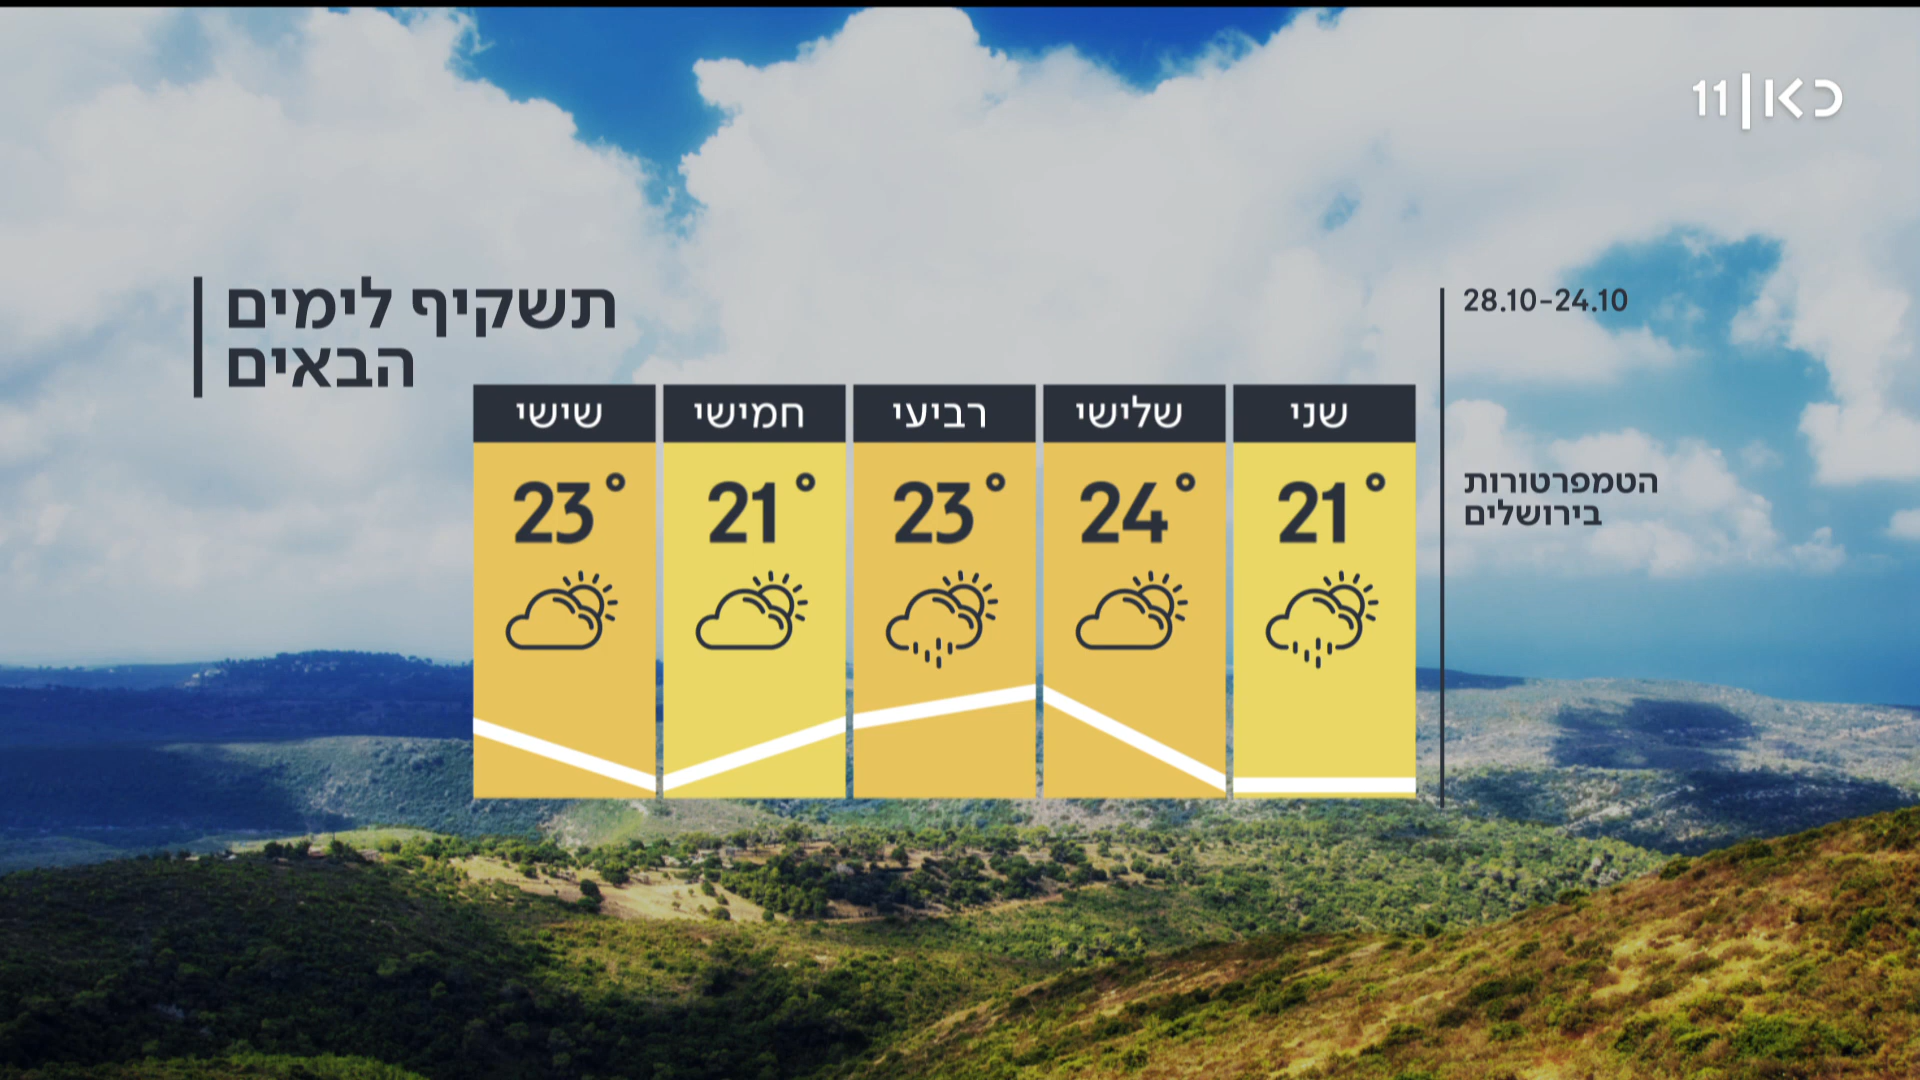 כאן 11
תשקיף לימים
הבאים
24.10-28.10
הטמפרטורות
בירושלים
שני
21°
שלישי
24°
רביעי
23°
חמישי
21°
שישי
23°